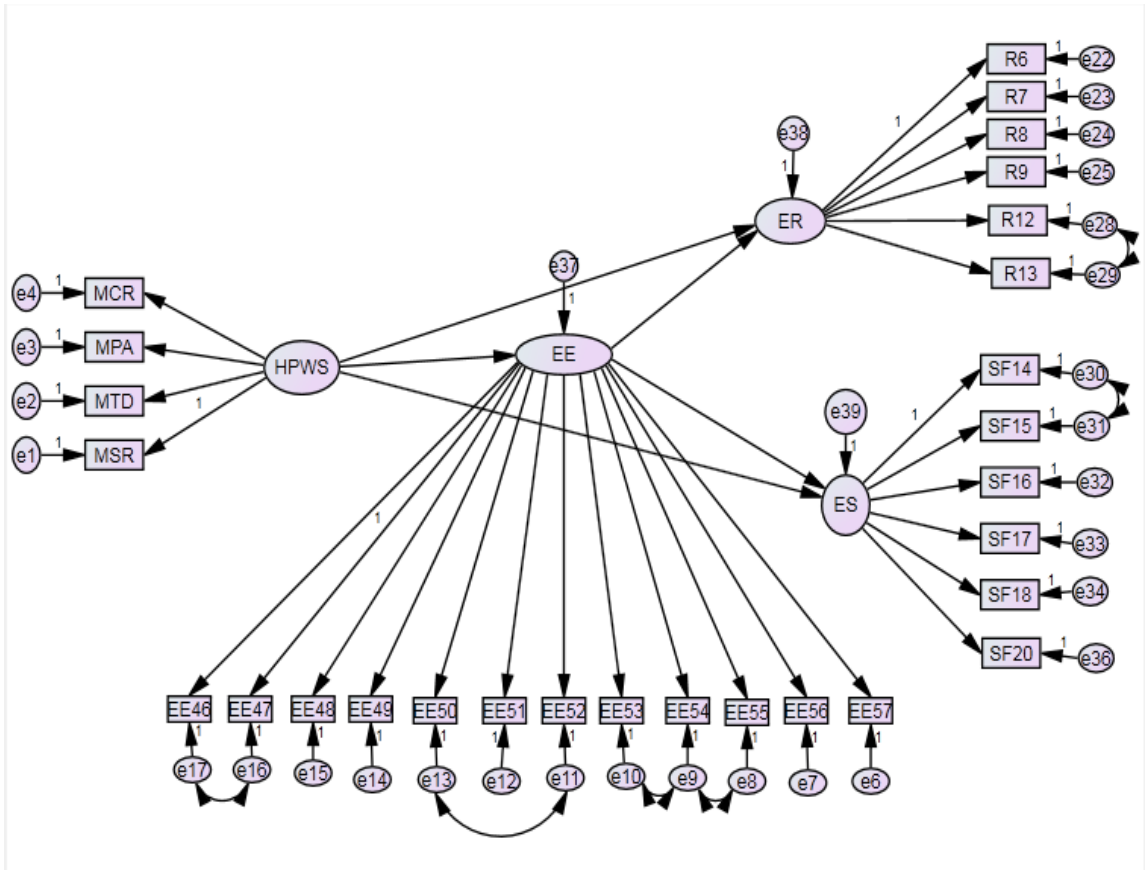 R6
1
e22
R7
1
e23
R8
1
e24
R9
1
e25
R12
1
e28
R13
1
e29
1
e38
1
ER
e37
1
EE
HPWS
e4
1
MCR
e3
1
MPA
e2
1
MTD
e1
1
MSR
1
SF14
1
e30
SF15
1
e31
SF16
1
e32
SF17
1
e33
SF18
1
e34
SF20
1
e36
1
e39
1
ES
1
EE46
EE47
EE48
EE49
EE50
EE51
EE52
EE53
EE54
EE55
EE56
EE57
1
1
1
1
1
1
1
1
1
1
1
1
e17
e16
e15
e14
e13
e12
e11
e10
e9
e8
e7
e6